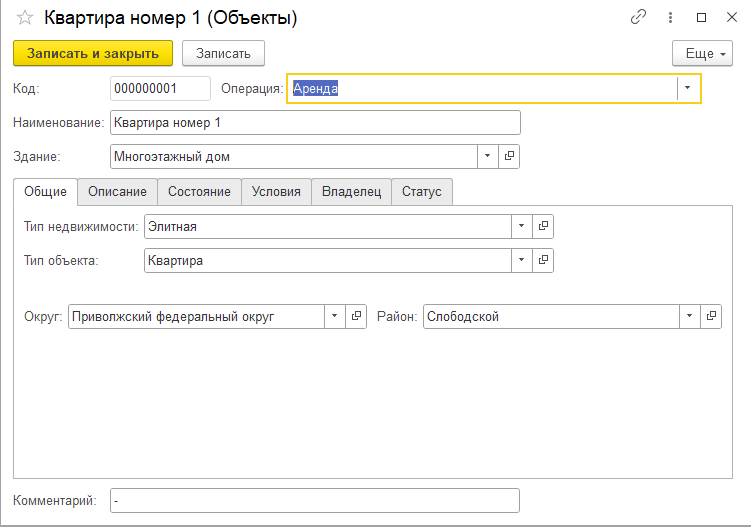 Квартира номер 1 (Объекты)
Записать и закрыть Записать Еще
Код: 000000001 Операция: Аренда
Наименование: Квартира номер 1
Здание: Многоэтажный дом
Общие Описание Состояние Условия Владелец Статус
Тип недвижимости: Элитная
Тип объекта: Квартира
Округ: Приволжский федеральный округ Район: Слободской
Комментарий: -